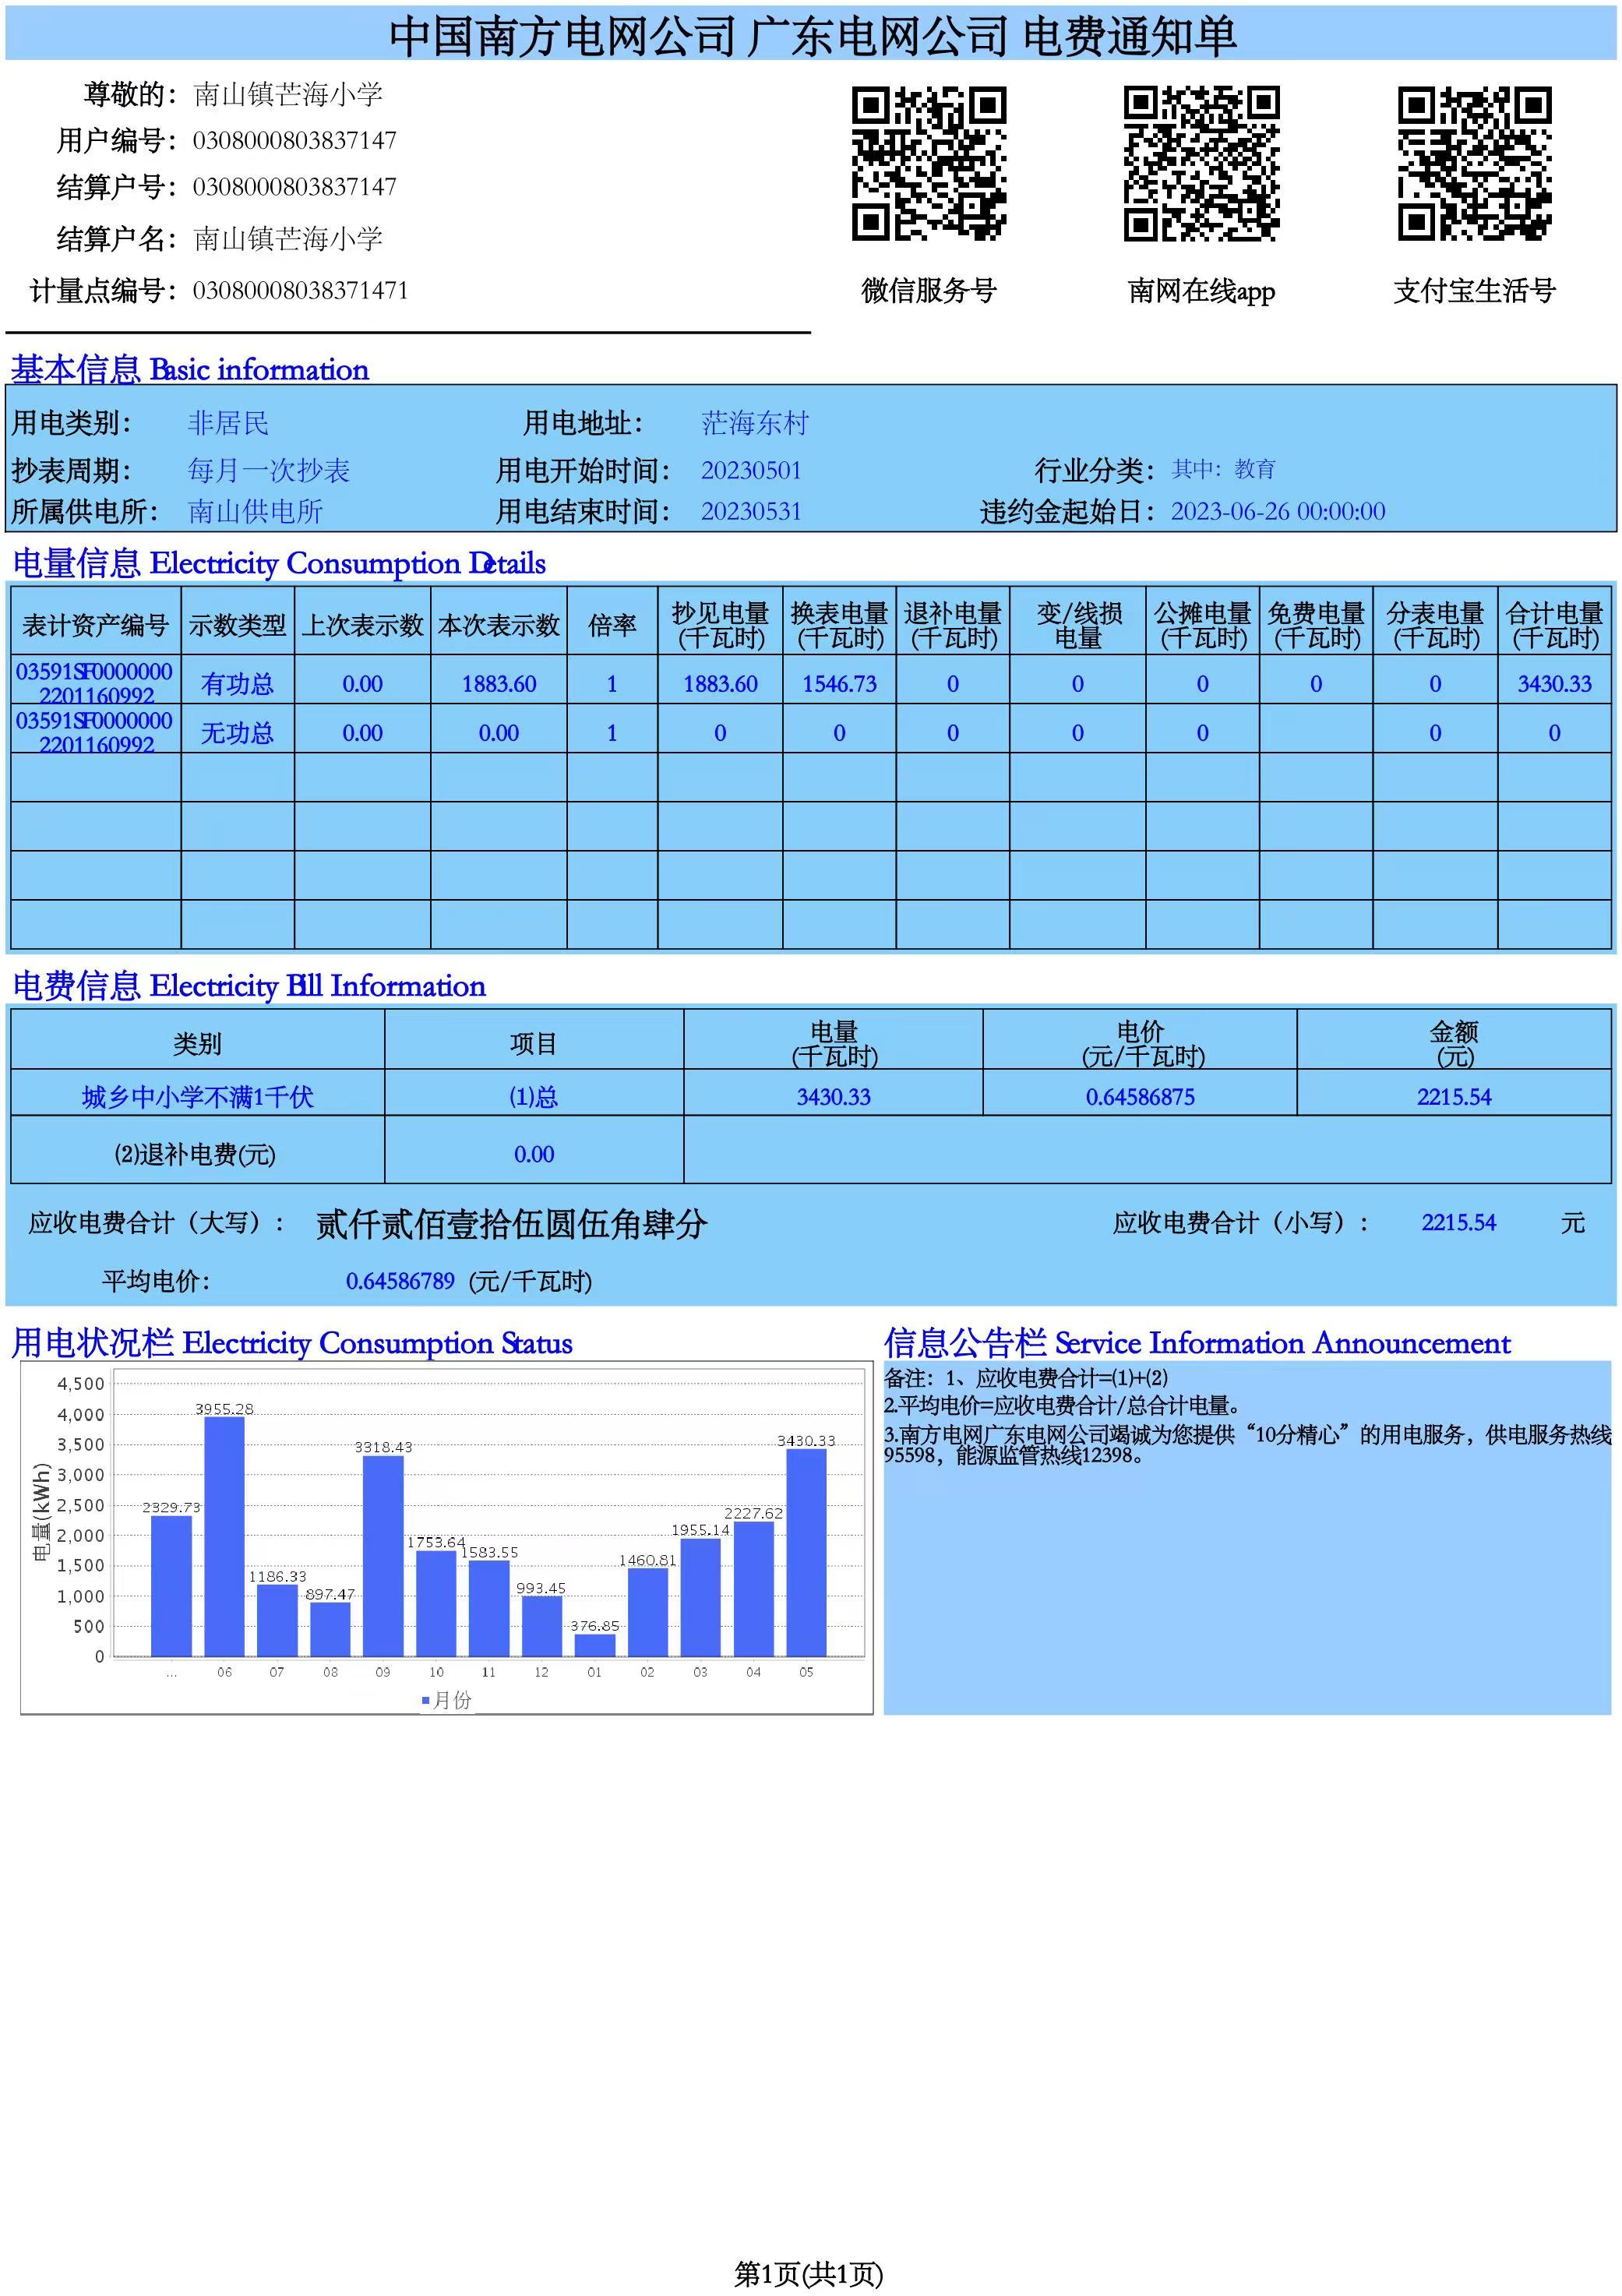 中国南方电网公司 广东电网公司 电费通知单
尊敬的： 南山镇芒海小学
用户编号： 0308000803837147
结算户号： 0308000803837147
结算户名： 南山镇芒海小学
计量点编号： 03080008038371471
微信服务号 南网在线app 支付宝生活号
基本信息 Basic information
用电类别： 非居民 用电地址： 茫海东村
抄表周期： 每月一次抄表 用电开始时间： 20230501 行业分类： 其中：教育
所属供电所： 南山供电所 用电结束时间： 20230531 违约金起始日： 2023-06-26 00:00:00
电量信息 Electricity Consumption Details
表计资产编号 示数类型 上次表示数 本次表示数 倍率 抄见电量(千瓦时) 换表电量(千瓦时) 退补电量(千瓦时) 变/线损电量 公摊电量(千瓦时) 免费电量(千瓦时) 分表电量(千瓦时) 合计电量(千瓦时)
03591SF00000002201160992 有功总 0.00 1883.60 1 1883.60 1546.73 0 0 0 0 0 3430.33
03591SF00000002201160992 无功总 0.00 0.00 1 0 0 0 0 0 0 0
电费信息 Electricity Bill Information
类别 项目 电量(千瓦时) 电价(元/千瓦时) 金额(元)
城乡中小学不满1千伏 (1)总 3430.33 0.64586875 2215.54
(2)退补电费(元) 0.00
应收电费合计（大写）： 贰仟贰佰壹拾伍圆伍角肆分 应收电费合计（小写）： 2215.54 元
平均电价： 0.64586789 (元/千瓦时)
用电状况栏 Electricity Consumption Status
电量(kWh)
4,500
4,000
3,500
3,000
2,500
2,000
1,500
1,000
500
0
2329.73 3955.28 1186.33 897.47 3318.43 1753.64 1583.55 993.45 376.85 1460.81 1955.14 2227.62 3430.33
... 06 07 08 09 10 11 12 01 02 03 04 05
月份
信息公告栏 Service Information Announcement
备注：1、应收电费合计=(1)+(2)
2.平均电价=应收电费合计/总合计电量。
3.南方电网广东电网公司竭诚为您提供“10分精心”的用电服务，供电服务热线
95598，能源监管热线12398。
第1页(共1页)